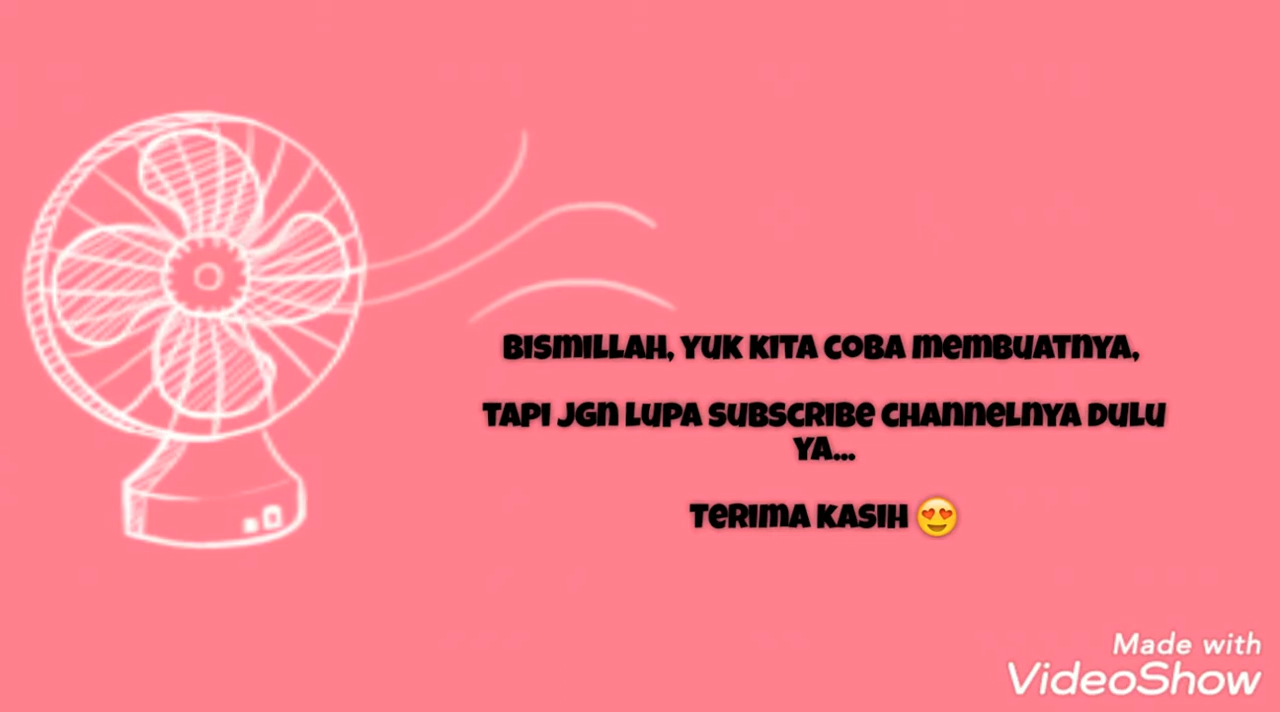 Bismillah, yuk kita coba membuatnya,
Tapi jgn lupa subscribe channelnya dulu
ya...
Terima kasih 😍
Made with
VideoShow